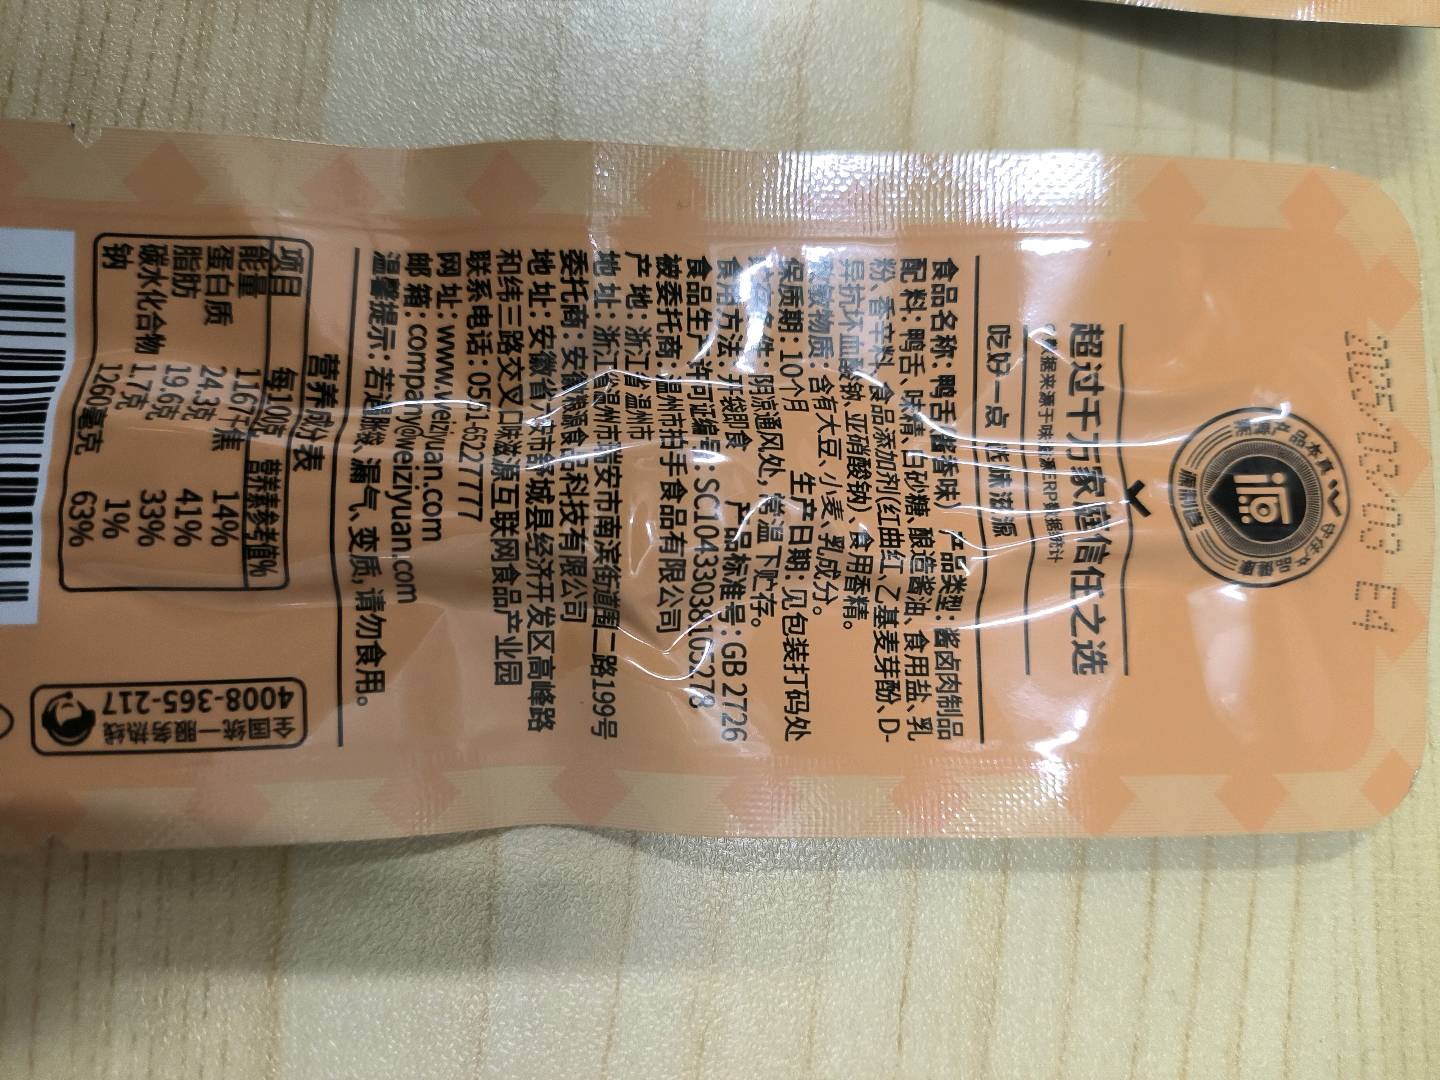 2025/03/03 E4
超过千万家庭信任之选
吃好一点 找味滋源
食品名称:鸭舌(酱香味) 产品类型:酱卤肉制品
配料:鸭舌、味精、白砂糖、酿造酱油、食用盐、乳
粉、香辛料、食品添加剂(红曲红、乙基麦芽酚、D-
异抗坏血酸钠、亚硝酸钠)、食用香精。
致敏物质:含有大豆、小麦、乳成分。
保质期:10个月 生产日期:见包装打码处
贮存条件:阴凉通风处,常温下贮存。
食用方法:开袋即食 产品标准号:GB 2726
食品生产许可证编号:SC10433038105278
被委托商:温州市牯手食品有限公司
产地:浙江省温州市
地址:浙江省温州市瑞安市南滨街道围二路199号
委托商:安徽滋源食品科技有限公司
地址:安徽省六安市舒城县经济开发区高峰路
和纬三路交叉口味滋源互联网食品产业园
联系电话:0555-65277777
网址:www.weiziyuan.com
邮箱:company@weiziyuan.com
温馨提示:若遇胀袋、漏气、变质,请勿食用。
营养成分表
项目 每100克 营养素参考值%
能量 1167千焦 14%
蛋白质 24.3克 41%
脂肪 19.6克 33%
碳水化合物 1.7克 1%
钠 1260毫克 63%
全国统一服务热线
4008-365-217